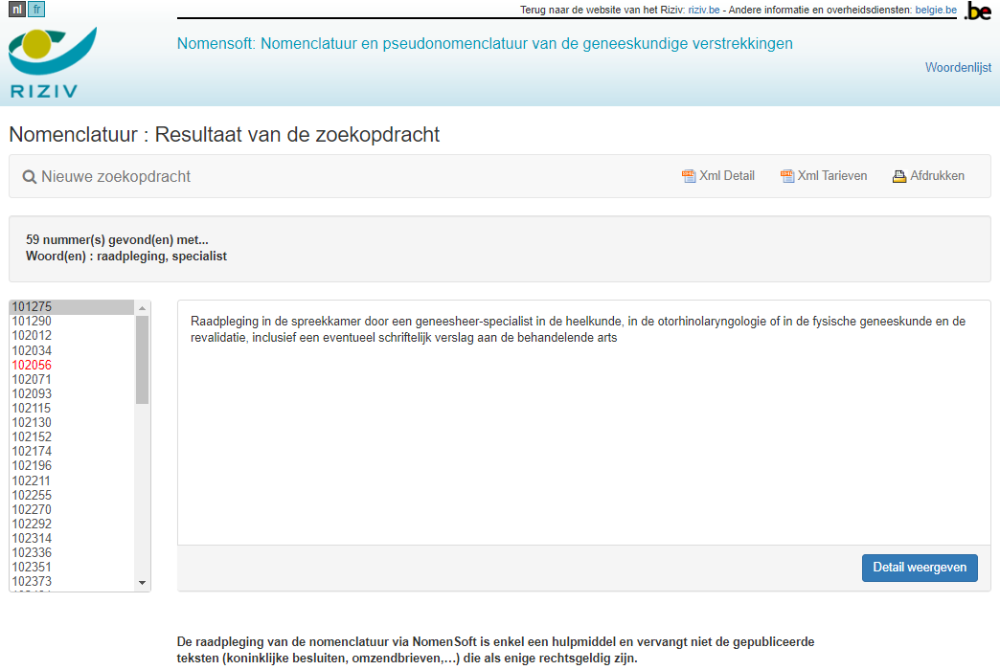 nl fr
Terug naar de website van het Riziv: riziv.be - Andere informatie en overheidsdiensten: belgie.be
.be
Nomensoft: Nomenclatuur en pseudonomenclatuur van de geneeskundige verstrekkingen
Woordenlijst
RIZIV
Nomenclatuur : Resultaat van de zoekopdracht
Nieuwe zoekopdracht
Xml Detail
Xml Tarieven
Afdrukken
59 nummer(s) gevond(en) met...
Woord(en) : raadpleging, specialist
101275
101290
102012
102034
102056
102071
102093
102115
102130
102152
102174
102196
102211
102255
102270
102292
102314
102336
102351
102373
Raadpleging in de spreekkamer door een geneesheer-specialist in de heelkunde, in de otorhinolaryngologie of in de fysische geneeskunde en de
revalidatie, inclusief een eventueel schriftelijk verslag aan de behandelende arts
Detail weergeven
De raadpleging van de nomenclatuur via NomenSoft is enkel een hulpmiddel en vervangt niet de gepubliceerde
teksten (koninklijke besluiten, omzendbrieven,...) die als enige rechtsgeldig zijn.